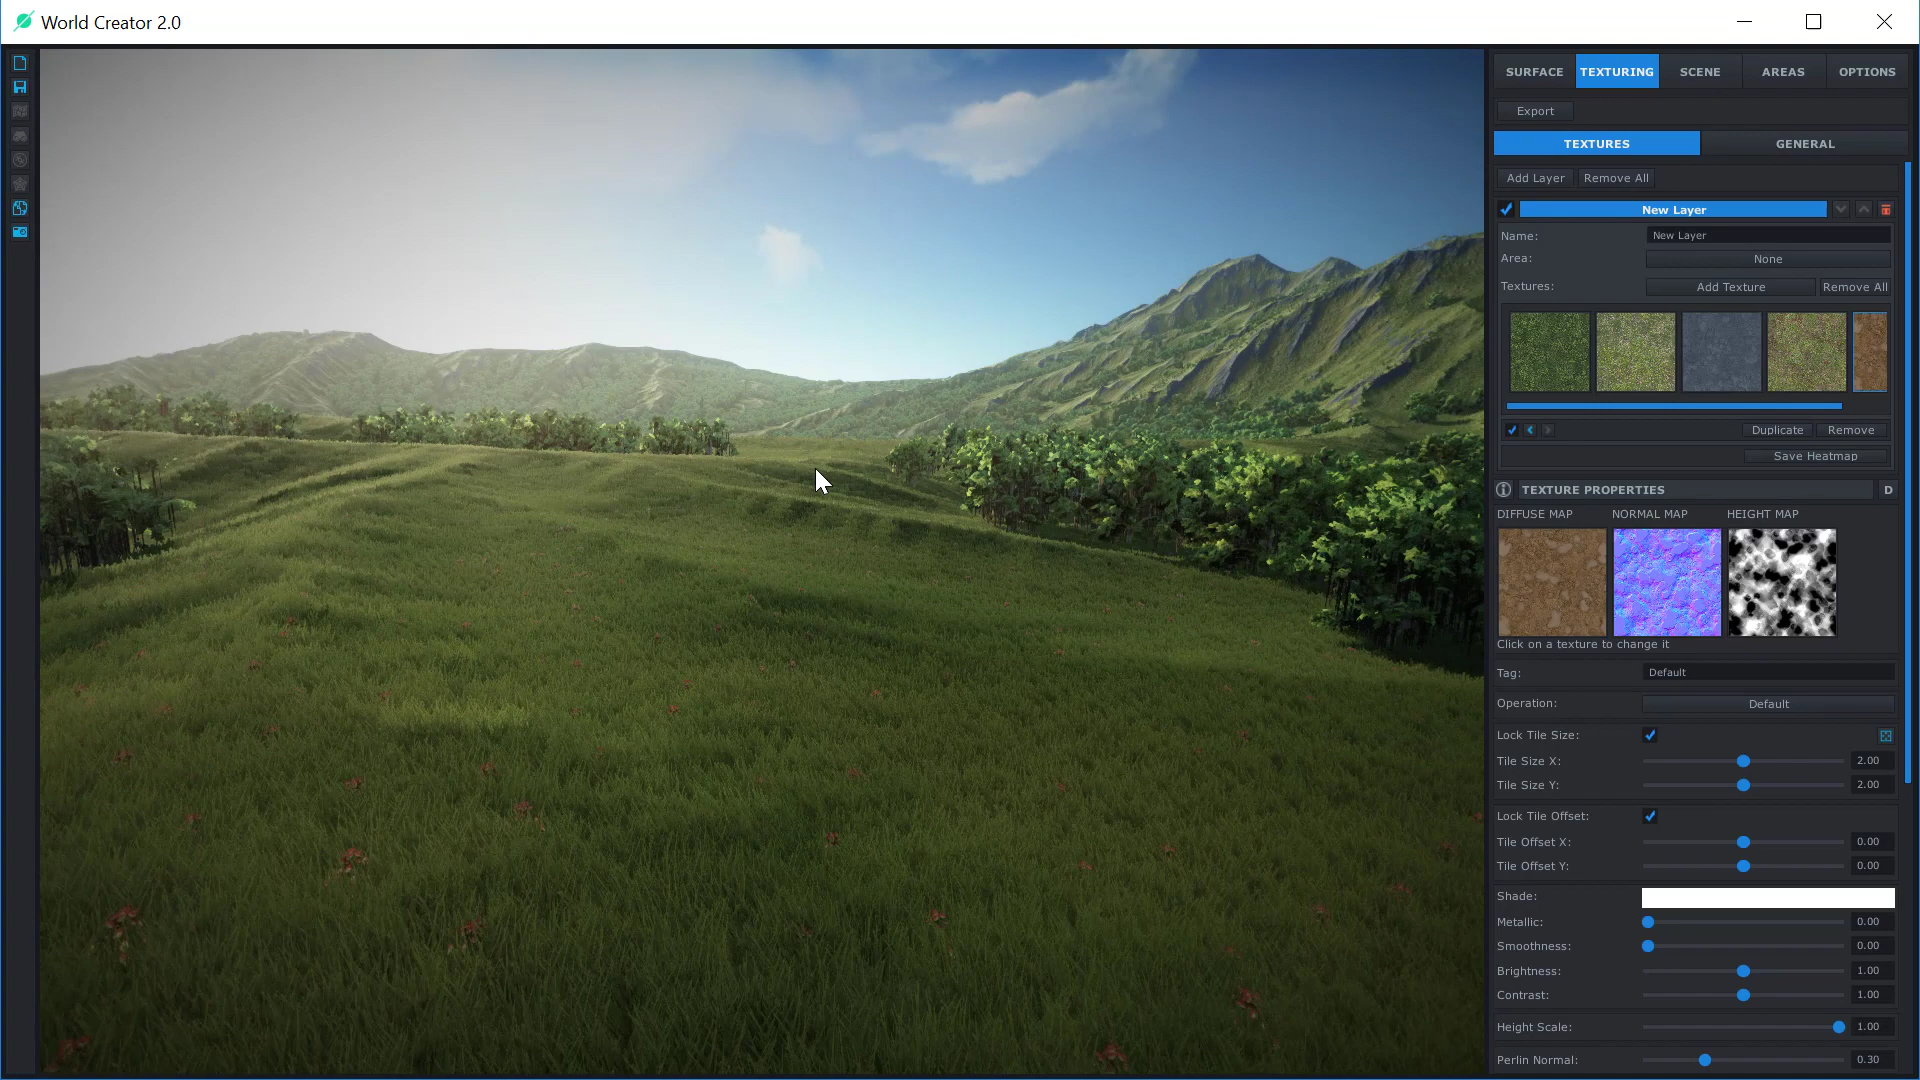 World Creator 2.0
SURFACE TEXTURING SCENE AREAS OPTIONS
Export
TEXTURES GENERAL
Add Layer Remove All
New Layer
Name: New Layer
Area: None
Textures: Add Texture Remove All
Duplicate Remove
Save Heatmap
TEXTURE PROPERTIES D
DIFFUSE MAP NORMAL MAP HEIGHT MAP
Click on a texture to change it
Tag: Default
Operation: Default
Lock Tile Size:
Tile Size X: 2.00
Tile Size Y: 2.00
Lock Tile Offset:
Tile Offset X: 0.00
Tile Offset Y: 0.00
Shade:
Metallic: 0.00
Smoothness: 0.00
Brightness: 1.00
Contrast: 1.00
Height Scale: 1.00
Perlin Normal: 0.30